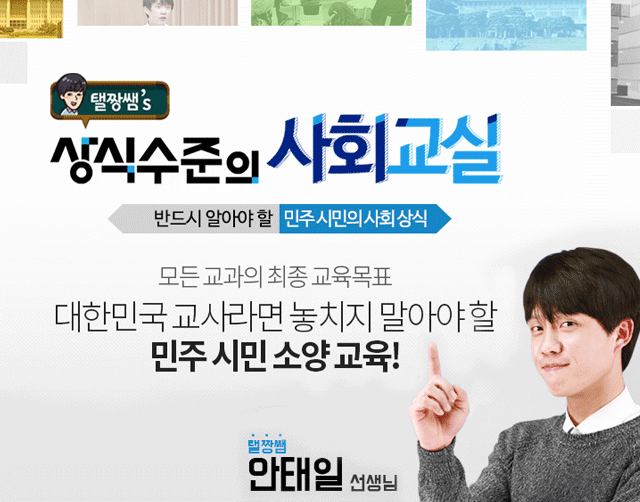 탤짱쌤's
상식수준의 사회교실
반드시 알아야 할 민주 시민의 사회 상식
모든 교과의 최종 교육목표
대한민국 교사라면 놓치지 말아야 할
민주 시민 소양 교육!
탤짱쌤
안태일 선생님